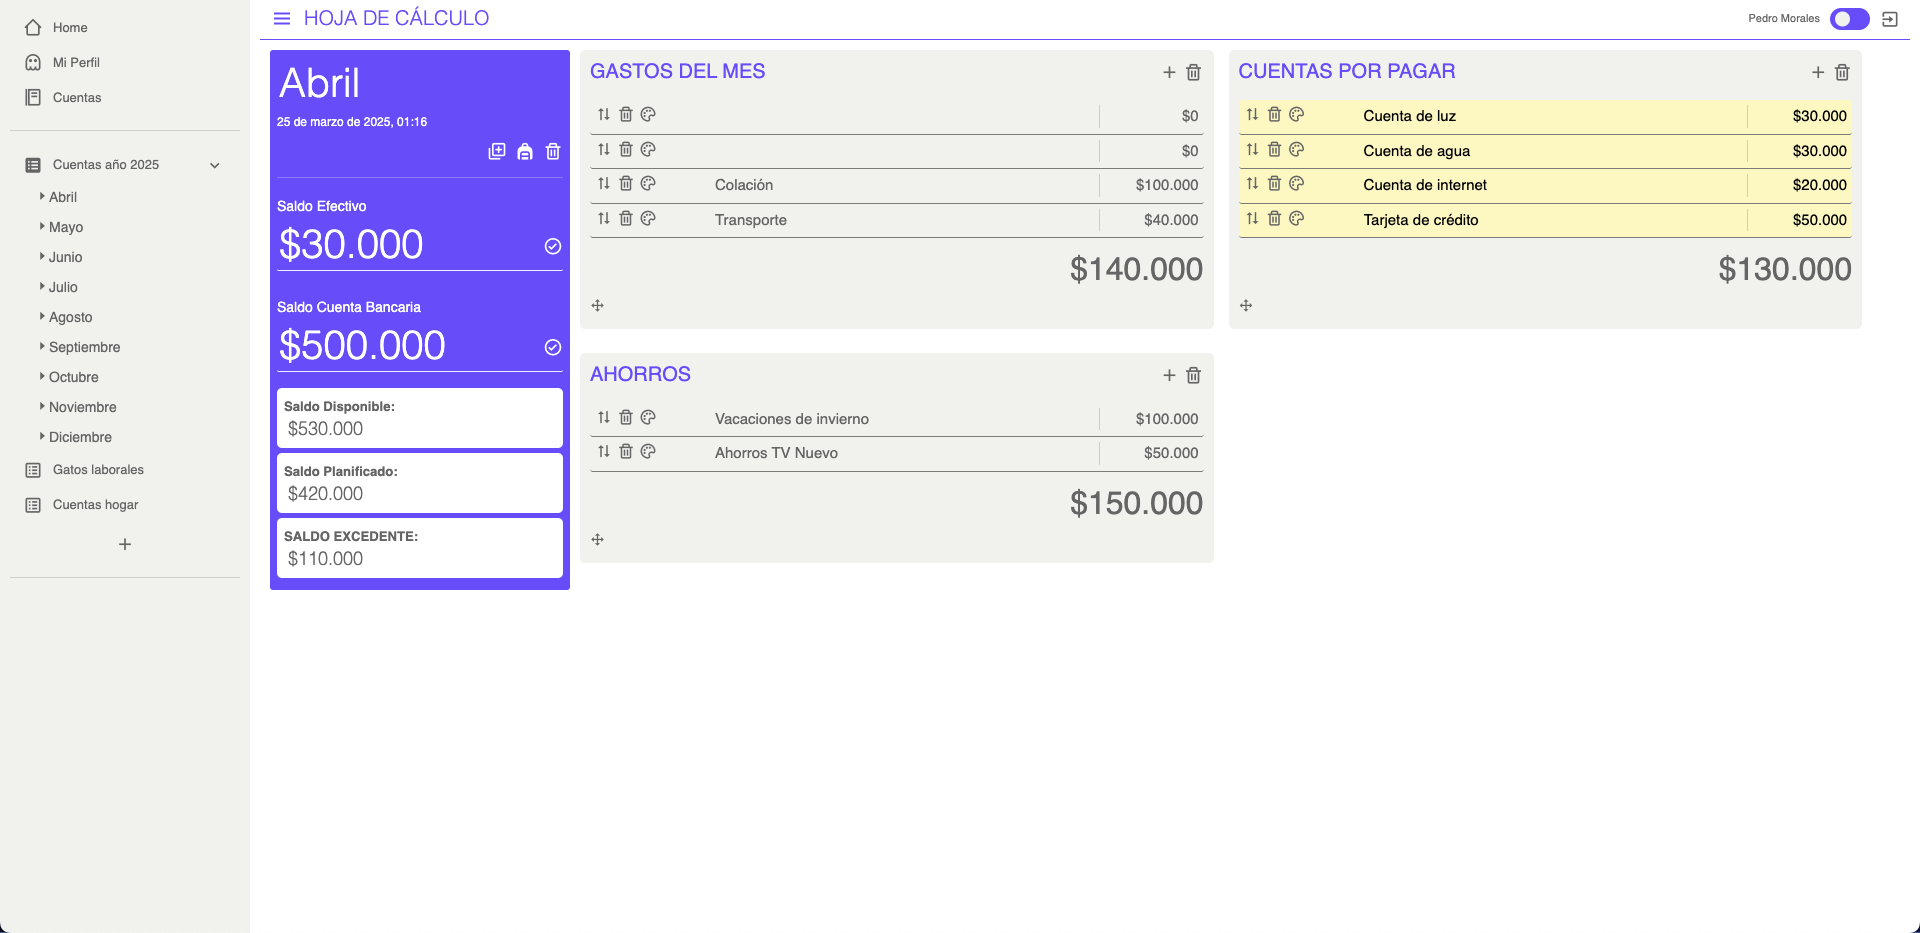 Home
Mi Perfil
Cuentas
Cuentas año 2025
Abril
Mayo
Junio
Julio
Agosto
Septiembre
Octubre
Noviembre
Diciembre
Gatos laborales
Cuentas hogar
HOJA DE CÁLCULO
Pedro Morales
Abril
25 de marzo de 2025, 01:16
Saldo Efectivo
$30.000
Saldo Cuenta Bancaria
$500.000
Saldo Disponible:
$530.000
Saldo Planificado:
$420.000
SALDO EXCEDENTE:
$110.000
GASTOS DEL MES
$0
$0
Colación $100.000
Transporte $40.000
$140.000
CUENTAS POR PAGAR
Cuenta de luz $30.000
Cuenta de agua $30.000
Cuenta de internet $20.000
Tarjeta de crédito $50.000
$130.000
AHORROS
Vacaciones de invierno $100.000
Ahorros TV Nuevo $50.000
$150.000